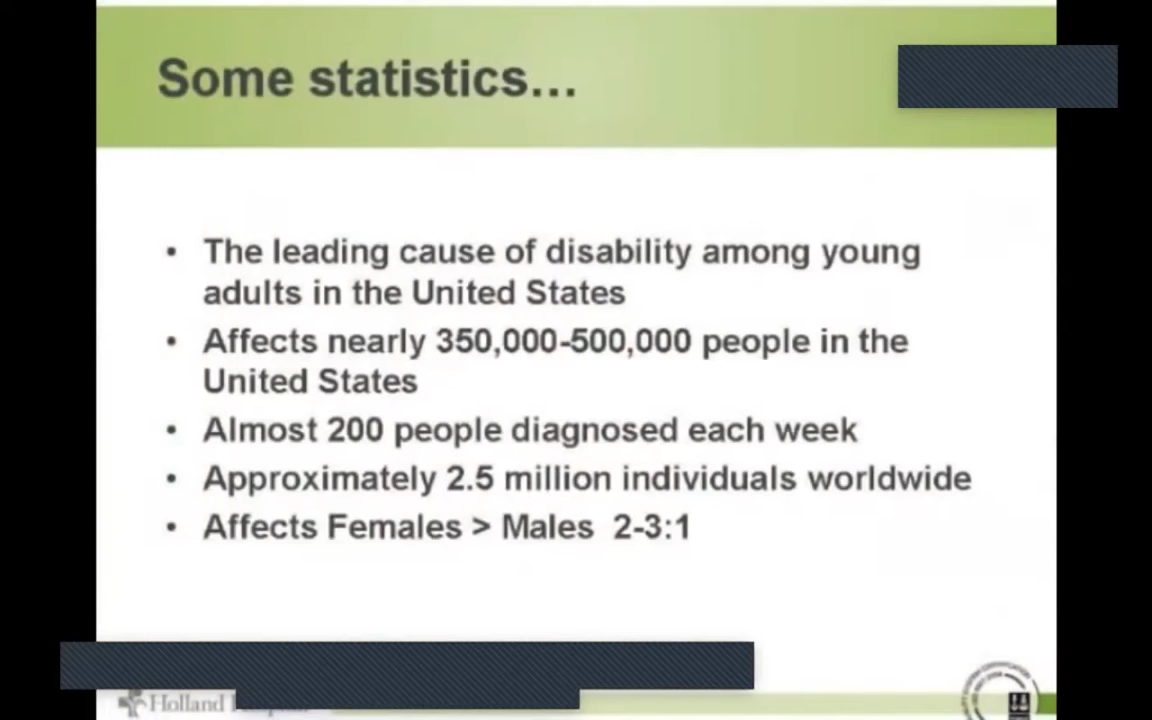 Some statistics...
• The leading cause of disability among young
adults in the United States
• Affects nearly 350,000-500,000 people in the
United States
• Almost 200 people diagnosed each week
• Approximately 2.5 million individuals worldwide
• Affects Females > Males 2-3:1
Holland